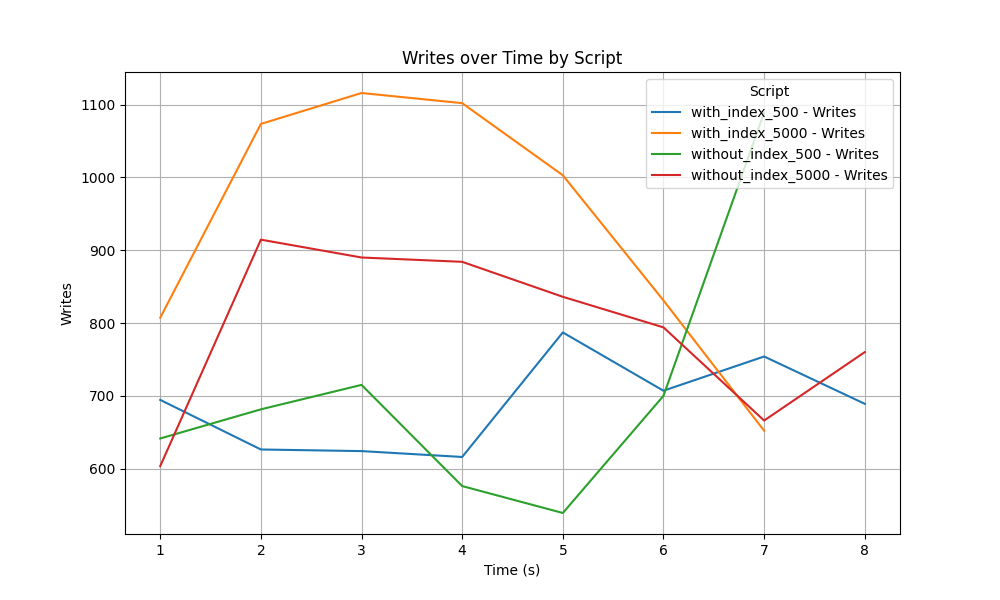 Writes over Time by Script
Script
with_index_500 - Writes
with_index_5000 - Writes
without_index_500 - Writes
without_index_5000 - Writes
Writes
1100
1000
900
800
700
600
1 2 3 4 5 6 7 8
Time (s)